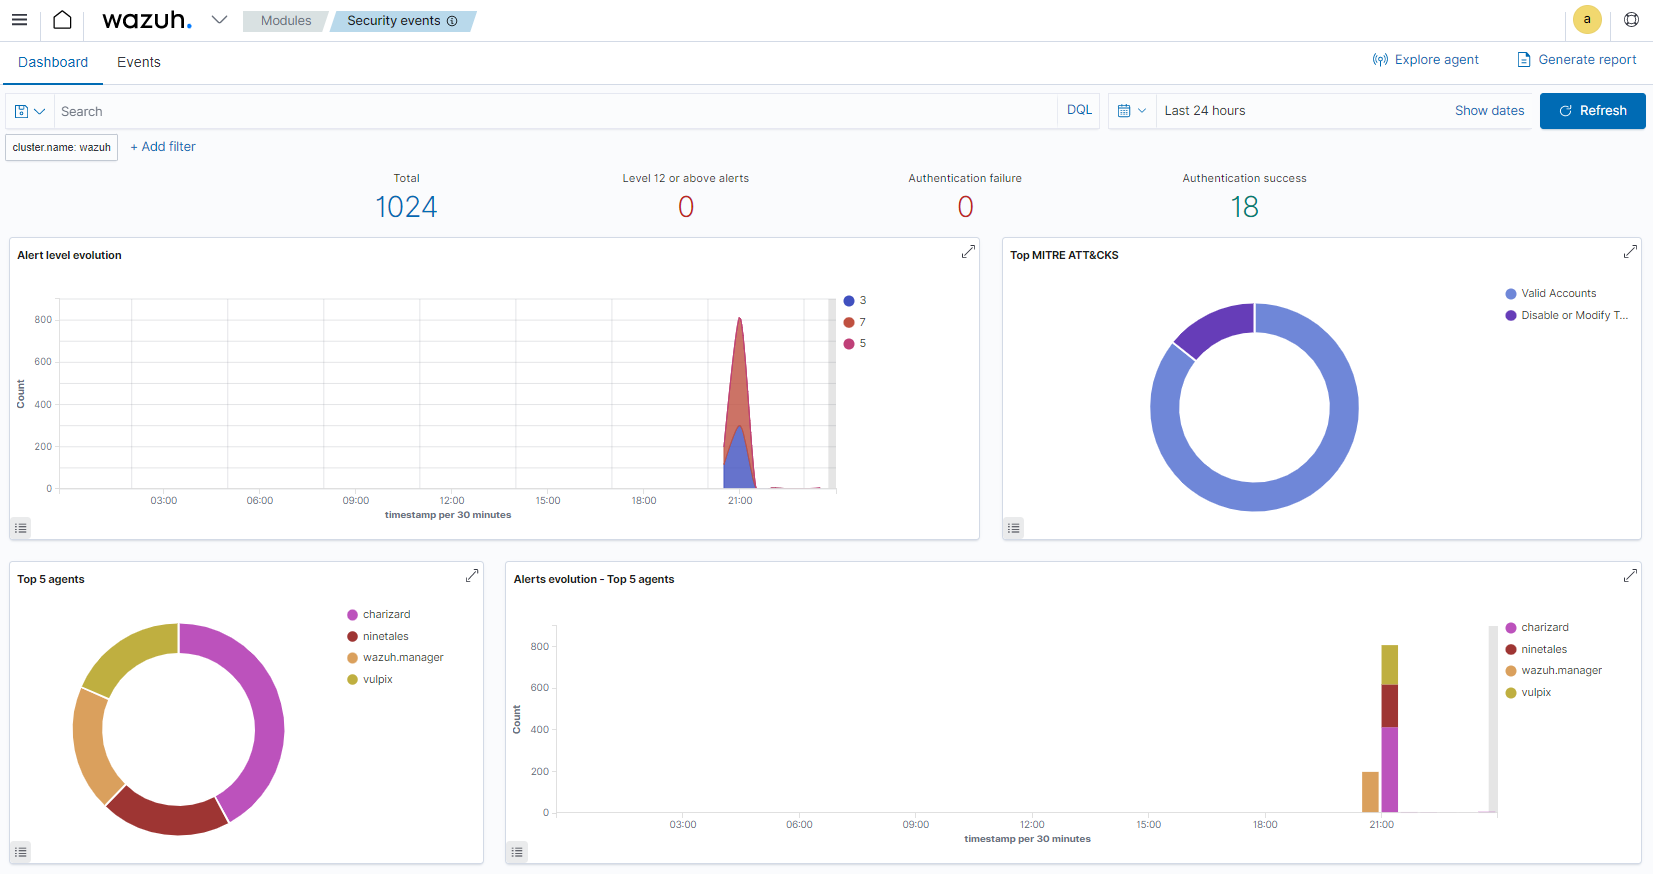 wazuh.
Modules
Security events
a
Dashboard
Events
Explore agent
Generate report
Search
DQL
Last 24 hours
Show dates
Refresh
cluster.name: wazuh
+ Add filter
Total
1024
Level 12 or above alerts
0
Authentication failure
0
Authentication success
18
Alert level evolution
800
600
400
200
0
Count
03:00
06:00
09:00
12:00
15:00
18:00
21:00
timestamp per 30 minutes
3
7
5
Top MITRE ATT&CKS
Valid Accounts
Disable or Modify T...
Top 5 agents
charizard
ninetales
wazuh.manager
vulpix
Alerts evolution - Top 5 agents
800
600
400
200
0
Count
03:00
06:00
09:00
12:00
15:00
18:00
21:00
timestamp per 30 minutes
charizard
ninetales
wazuh.manager
vulpix